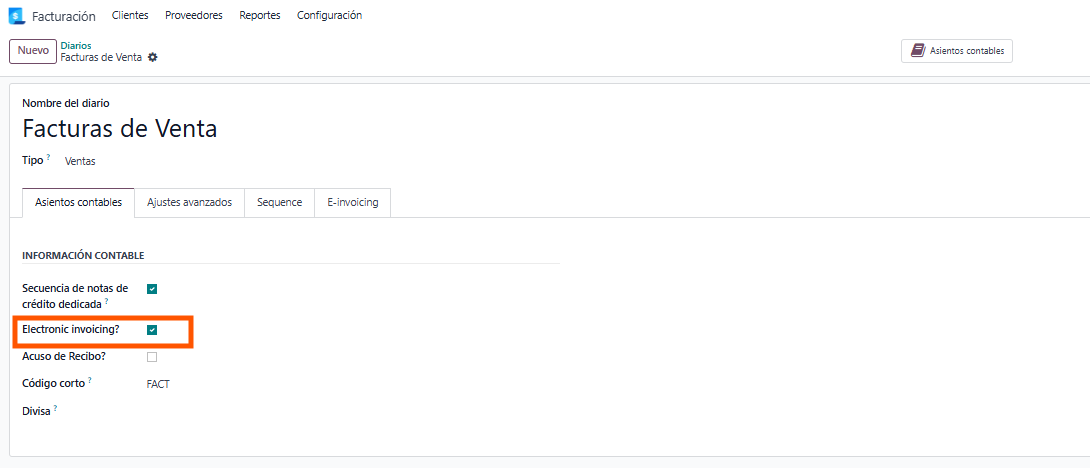 Facturación Clientes Proveedores Reportes Configuración
Nuevo
Diarios
Facturas de Venta
Asientos contables
Nombre del diario
Facturas de Venta
Tipo ? Ventas
Asientos contables Ajustes avanzados Sequence E-invoicing
INFORMACIÓN CONTABLE
Secuencia de notas de
crédito dedicada ?
Electronic invoicing?
Acuso de Recibo?
Código corto ? FACT
Divisa ?